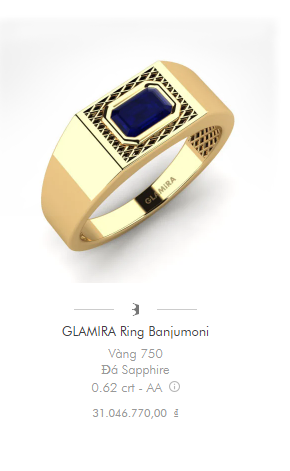 GLAMIRA
GLAMIRA Ring Banjumoni
Vàng 750
Đá Sapphire
0.62 crt - AA
31.046.770,00 ₫